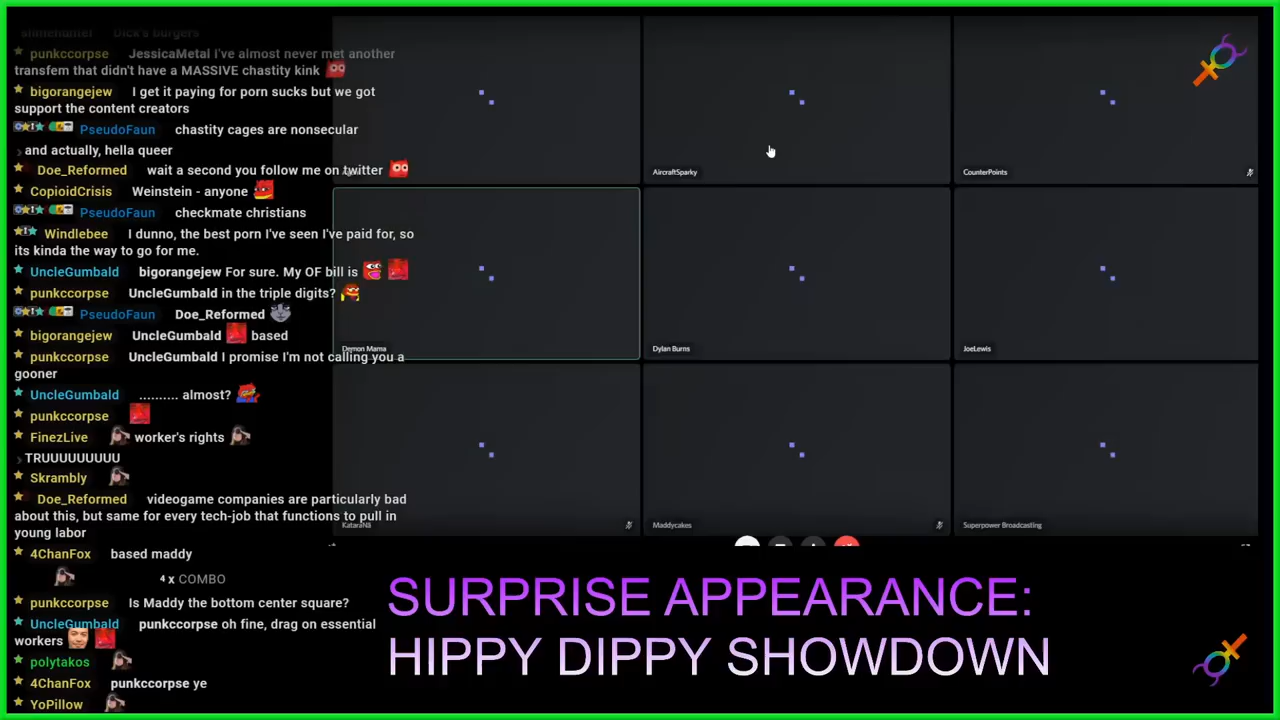 Dick's burgers
punkccorpse JessicaMetal I've almost never met another
transfem that didn't have a MASSIVE chastity kink
bigorangejew I get it paying for porn sucks but we got
support the content creators
PseudoFaun chastity cages are nonsecular
and actually, hella queer
Doe_Reformed wait a second you follow me on twitter
CopioidCrisis Weinstein - anyone
PseudoFaun checkmate christians
Windlebee I dunno, the best porn I've seen I've paid for, so
its kinda the way to go for me.
UncleGumbald bigorangejew For sure. My OF bill is
punkccorpse UncleGumbald in the triple digits?
PseudoFaun Doe_Reformed
bigorangejew UncleGumbald based
punkccorpse UncleGumbald I promise I'm not calling you a
gooner
UncleGumbald .......... almost?
punkccorpse
FinezLive worker's rights
TRUUUUUUUUU
Skrambly
Doe_Reformed videogame companies are particularly bad
about this, but same for every tech-job that functions to pull in
young labor
4ChanFox based maddy
4 x COMBO
punkccorpse Is Maddy the bottom center square?
UncleGumbald punkccorpse oh fine, drag on essential
workers
polytakos
4ChanFox punkccorpse ye
YoPillow
AircraftSparky
CounterPoints
Demon Mama
Dylan Burns
JoeLewis
KataraNB
Maddycakes
Superpower Broadcasting
SURPRISE APPEARANCE:
HIPPY DIPPY SHOWDOWN